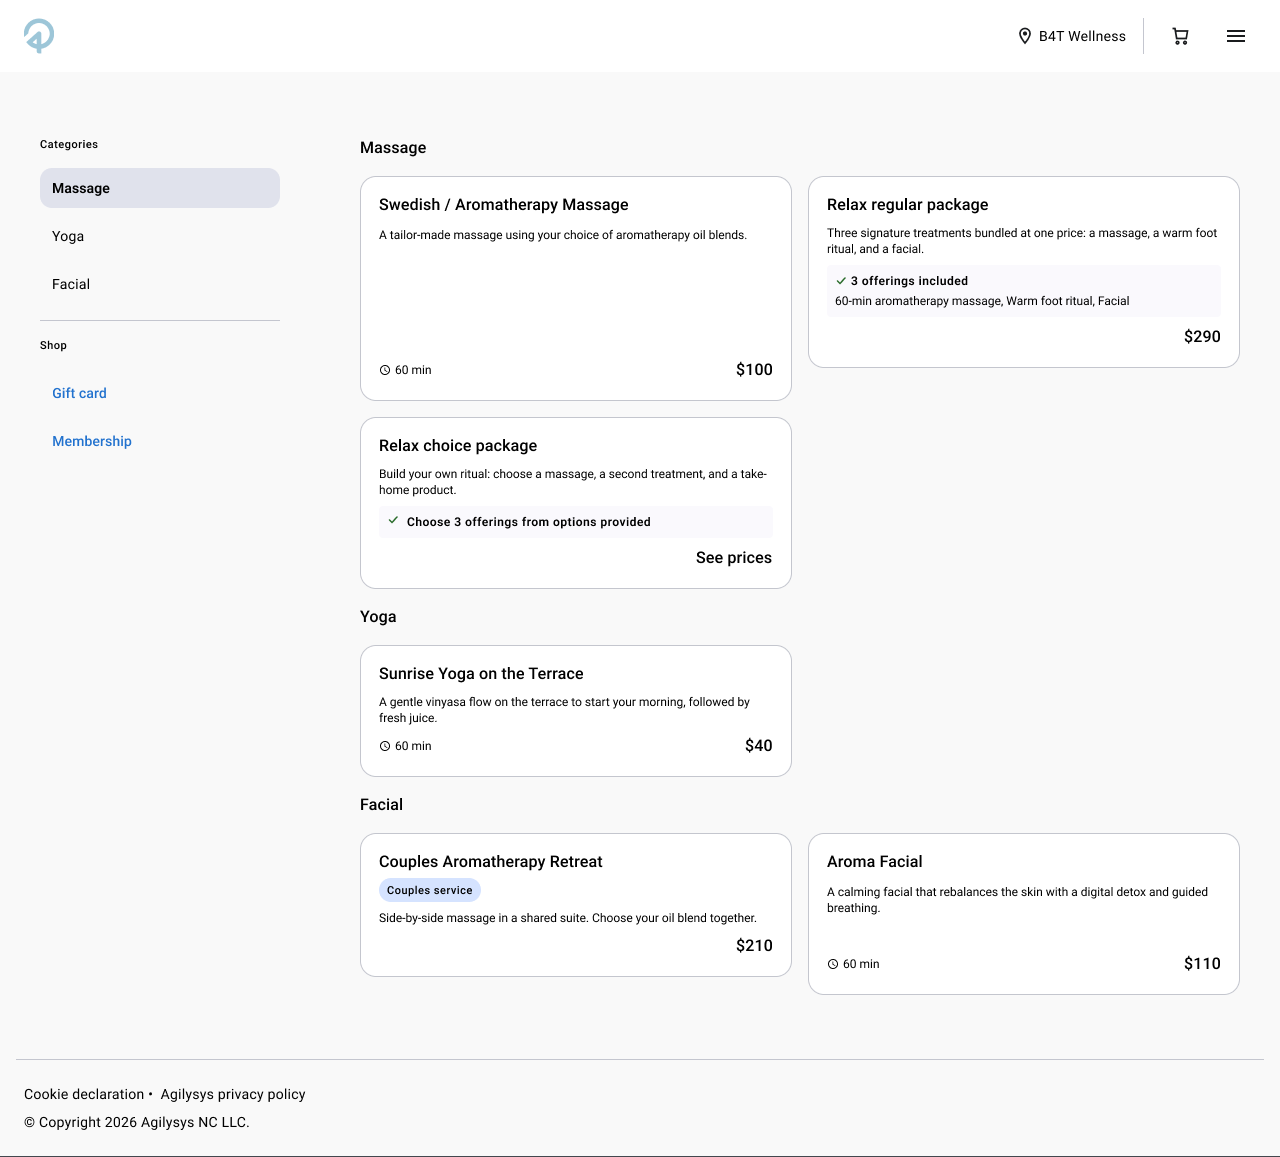 B4T Wellness
Categories
Massage
Yoga
Facial
Shop
Gift card
Membership
Massage
Swedish / Aromatherapy Massage
A tailor-made massage using your choice of aromatherapy oil blends.
60 min
$100
Relax regular package
Three signature treatments bundled at one price: a massage, a warm foot
ritual, and a facial.
3 offerings included
60-min aromatherapy massage, Warm foot ritual, Facial
$290
Relax choice package
Build your own ritual: choose a massage, a second treatment, and a take-
home product.
Choose 3 offerings from options provided
See prices
Yoga
Sunrise Yoga on the Terrace
A gentle vinyasa flow on the terrace to start your morning, followed by
fresh juice.
60 min
$40
Facial
Couples Aromatherapy Retreat
Couples service
Side-by-side massage in a shared suite. Choose your oil blend together.
$210
Aroma Facial
A calming facial that rebalances the skin with a digital detox and guided
breathing.
60 min
$110
Cookie declaration • Agilysys privacy policy
© Copyright 2026 Agilysys NC LLC.